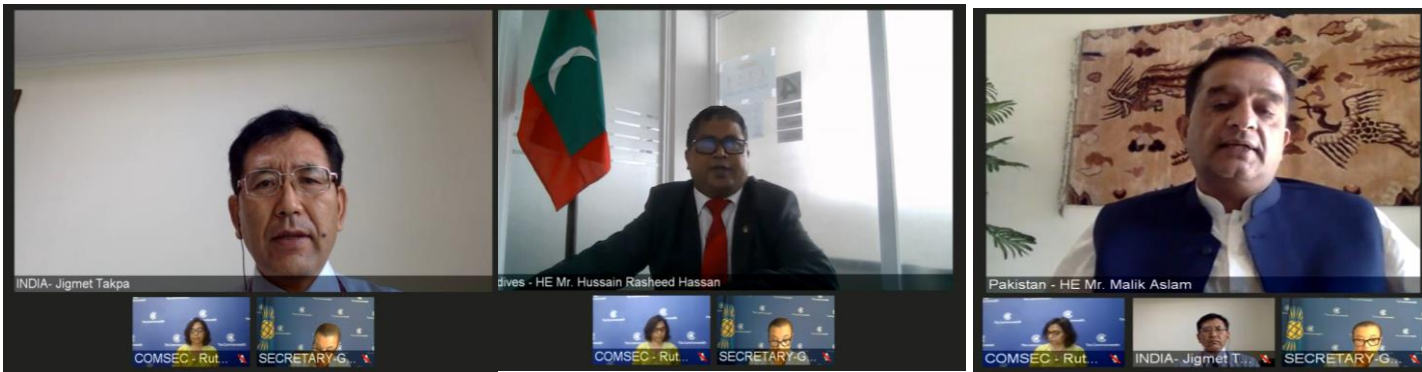 INDIA- Jigmet Takpa
dives - HE Mr. Hussain Rasheed Hassan
Pakistan - HE Mr. Malik Aslam
COMSEC - Rut...
SECRETARY-G...
COMSEC - Rut...
SECRETARY-G...
COMSEC - Rut...
INDIA- Jigmet T...
SECRETARY-G...